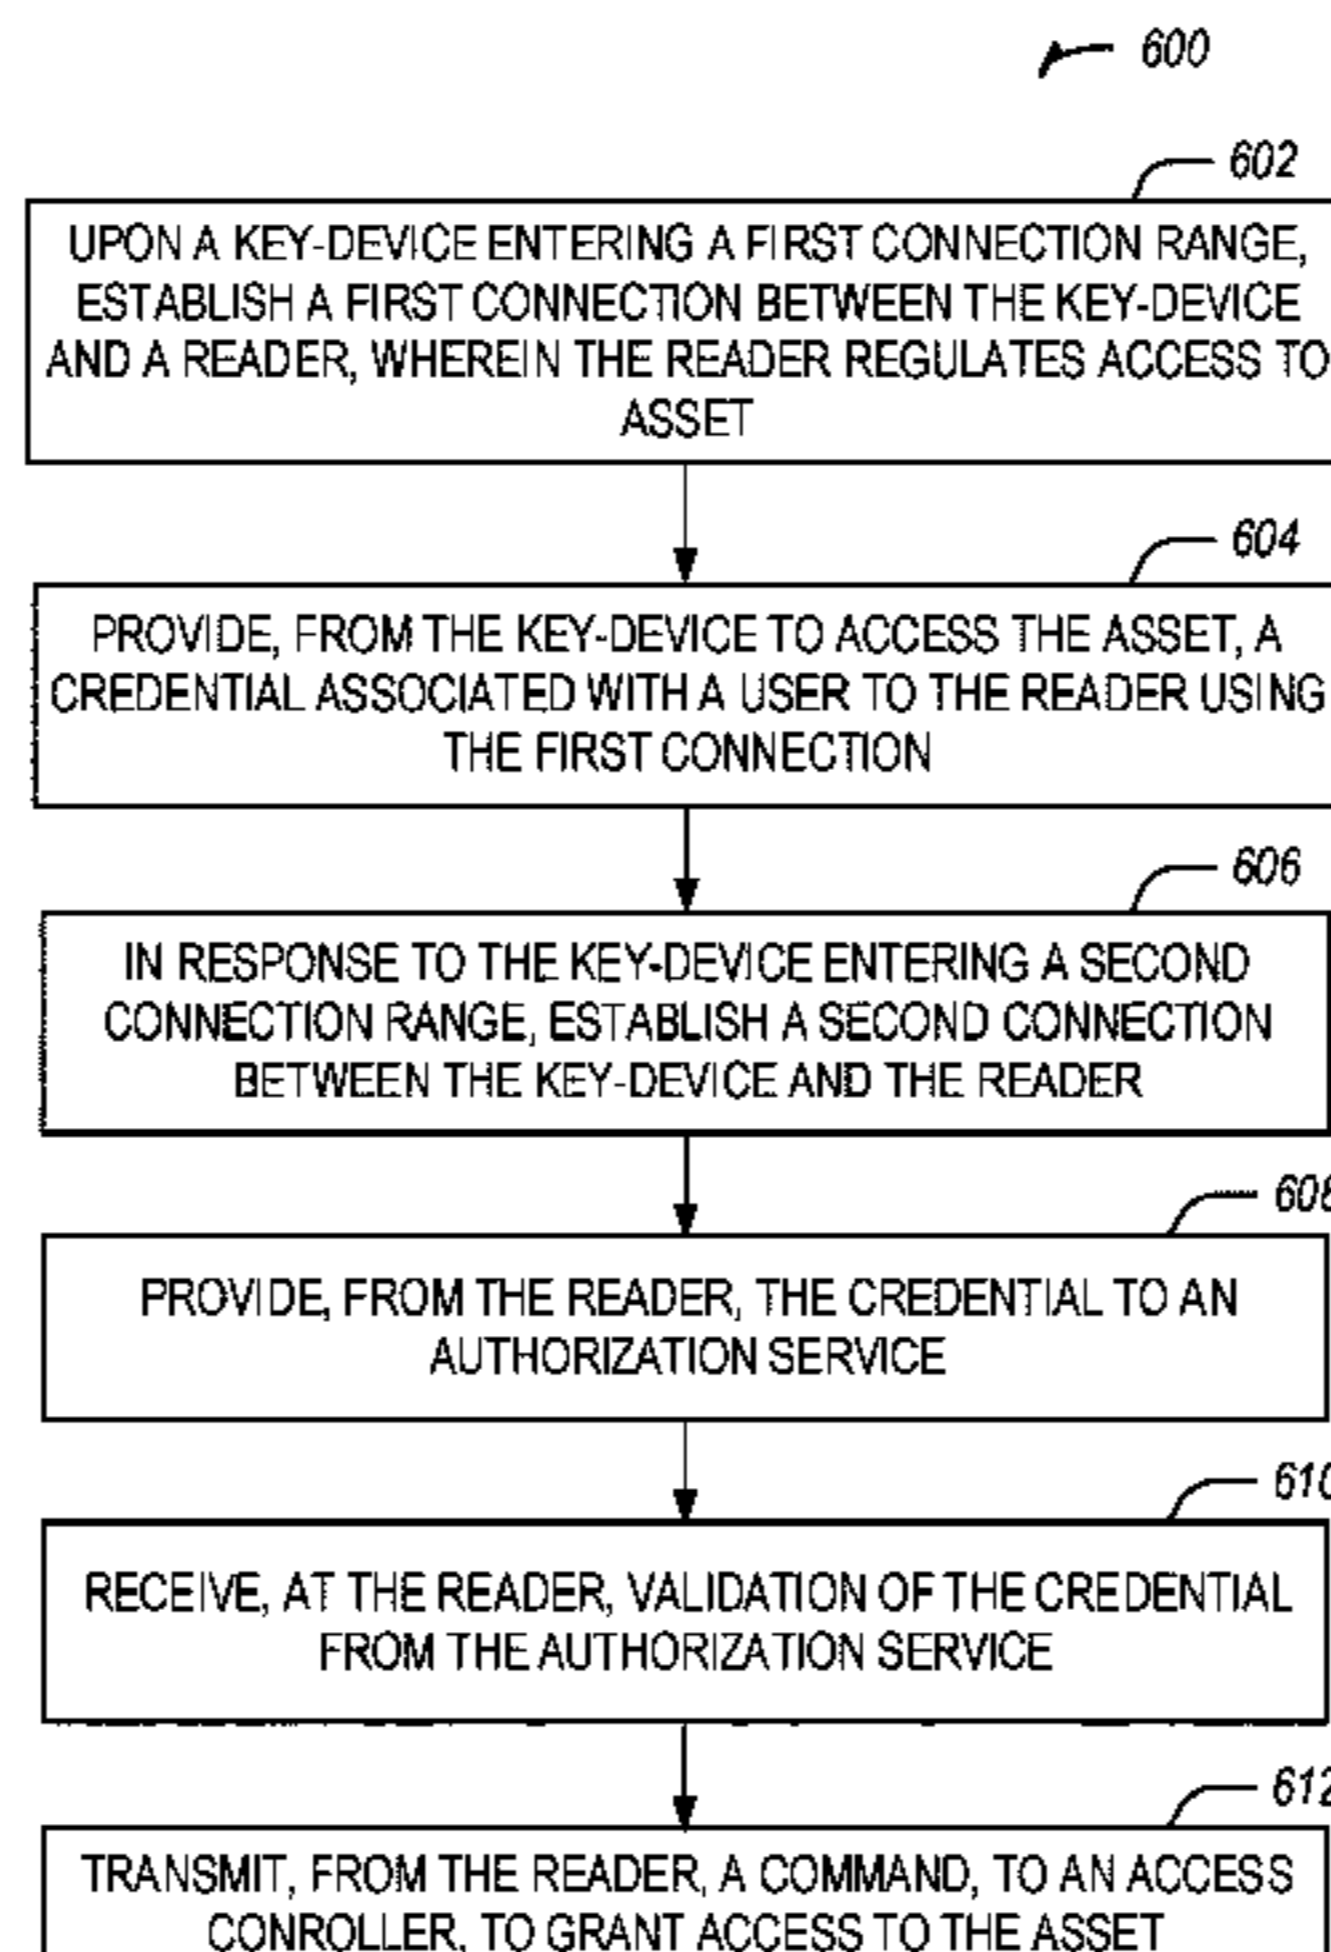 600
602
UPON A KEY-DEVICE ENTERING A FIRST CONNECTION RANGE,
ESTABLISH A FIRST CONNECTION BETWEEN THE KEY-DEVICE
AND A READER, WHEREIN THE READER REGULATES ACCESS TO
ASSET
604
PROVIDE, FROM THE KEY-DEVICE TO ACCESS THE ASSET, A
CREDENTIAL ASSOCIATED WITH A USER TO THE READER USING
THE FIRST CONNECTION
606
IN RESPONSE TO THE KEY-DEVICE ENTERING A SECOND
CONNECTION RANGE, ESTABLISH A SECOND CONNECTION
BETWEEN THE KEY-DEVICE AND THE READER
608
PROVIDE, FROM THE READER, THE CREDENTIAL TO AN
AUTHORIZATION SERVICE
610
RECEIVE, AT THE READER, VALIDATION OF THE CREDENTIAL
FROM THE AUTHORIZATION SERVICE
612
TRANSMIT, FROM THE READER, A COMMAND, TO AN ACCESS
CONROLLER, TO GRANT ACCESS TO THE ASSET